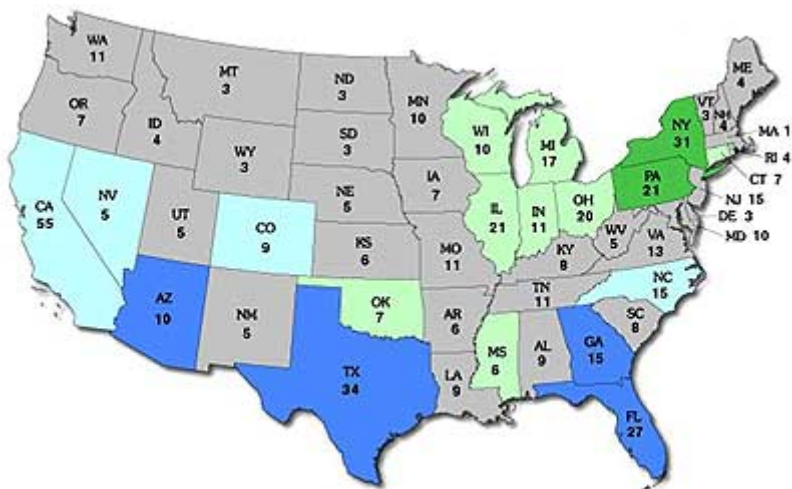 WA
11
OR
7
CA
55
NV
5
ID
4
MT
3
WY
3
UT
5
AZ
10
CO
9
NM
5
ND
3
SD
3
NE
5
KS
6
OK
7
TX
34
MN
10
IA
7
MO
11
AR
6
LA
9
WI
10
IL
21
MI
17
IN
11
OH
20
KY
8
TN
11
MS
6
AL
9
GA
15
FL
27
SC
8
NC
15
VA
13
WV
5
PA
21
NY
31
VT
3
NH
4
ME
4
MA 1
RI 4
CT 7
NJ 15
DE 3
MD 10